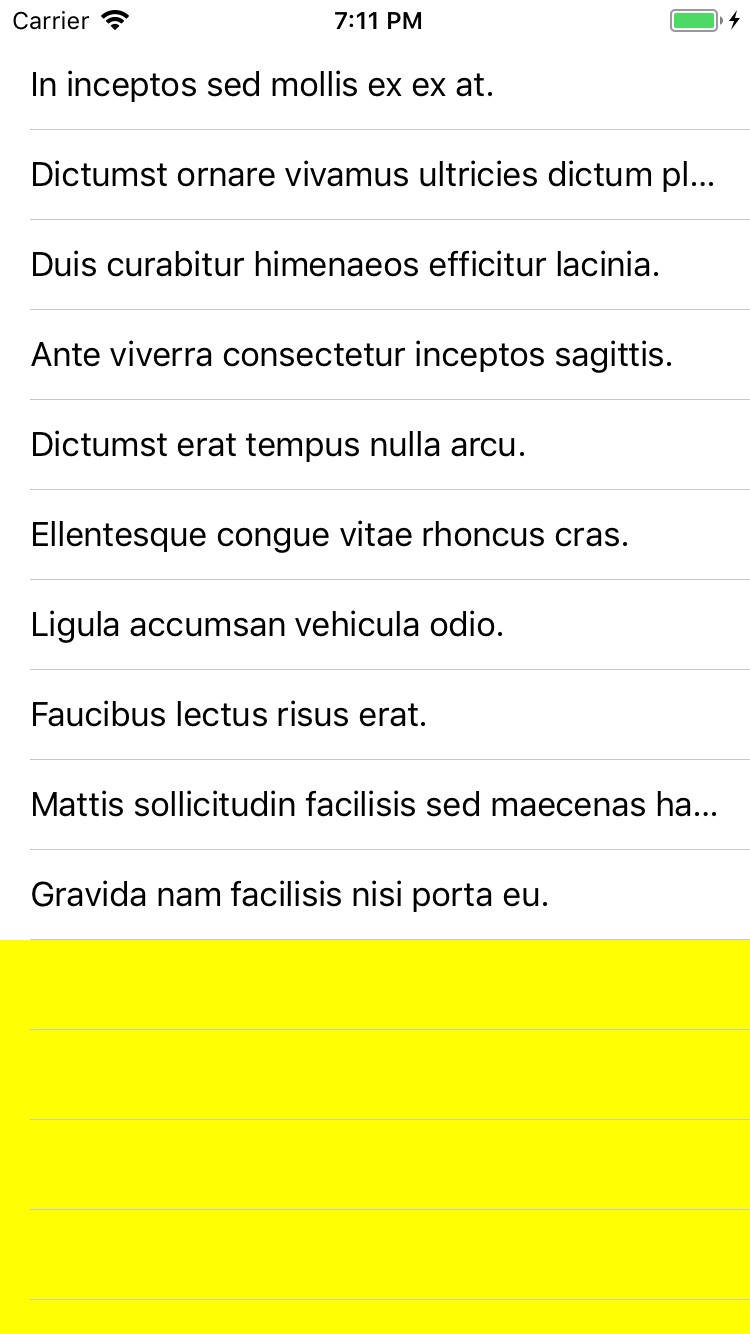 Carrier 7:11 PM
In inceptos sed mollis ex ex at.
Dictumst ornare vivamus ultricies dictum pl...
Duis curabitur himenaeos efficitur lacinia.
Ante viverra consectetur inceptos sagittis.
Dictumst erat tempus nulla arcu.
Ellentesque congue vitae rhoncus cras.
Ligula accumsan vehicula odio.
Faucibus lectus risus erat.
Mattis sollicitudin facilisis sed maecenas ha...
Gravida nam facilisis nisi porta eu.